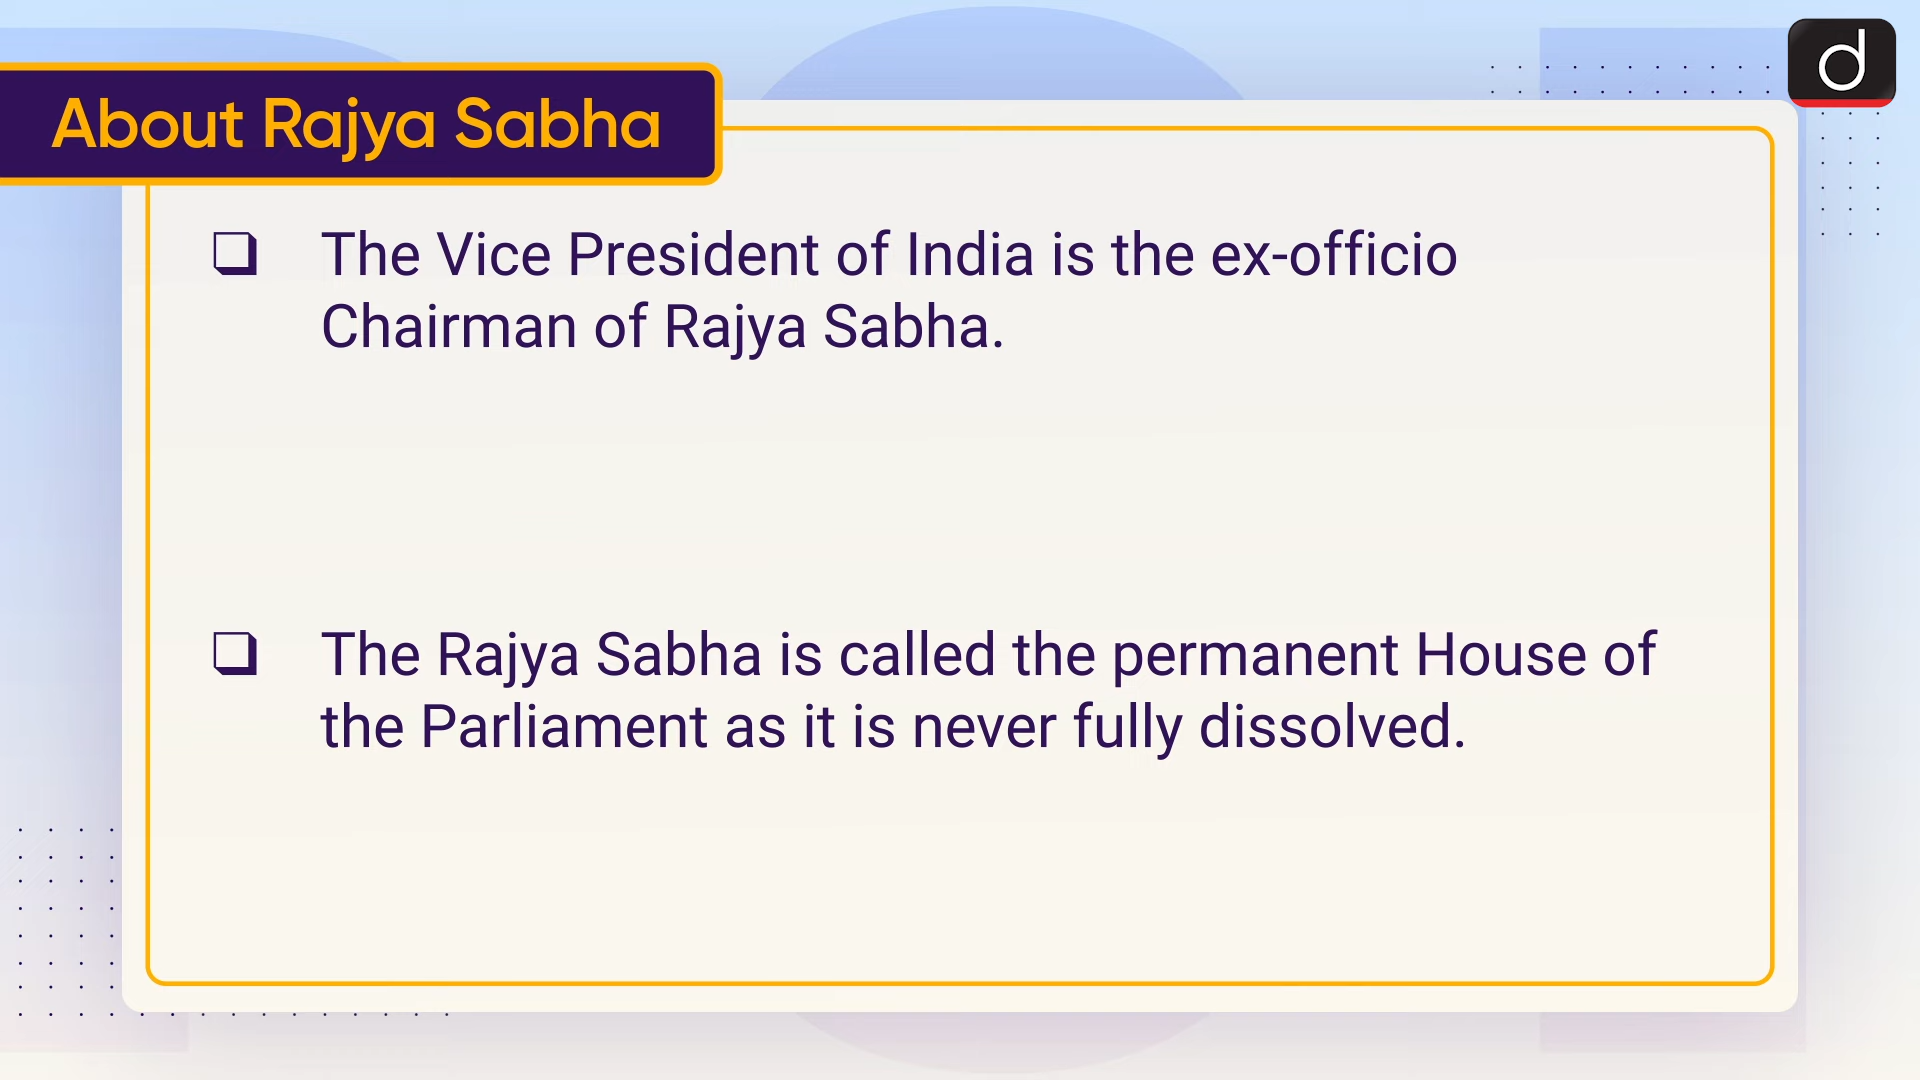 About Rajya Sabha
❑ The Vice President of India is the ex-officio
Chairman of Rajya Sabha.
❑ The Rajya Sabha is called the permanent House of
the Parliament as it is never fully dissolved.
d